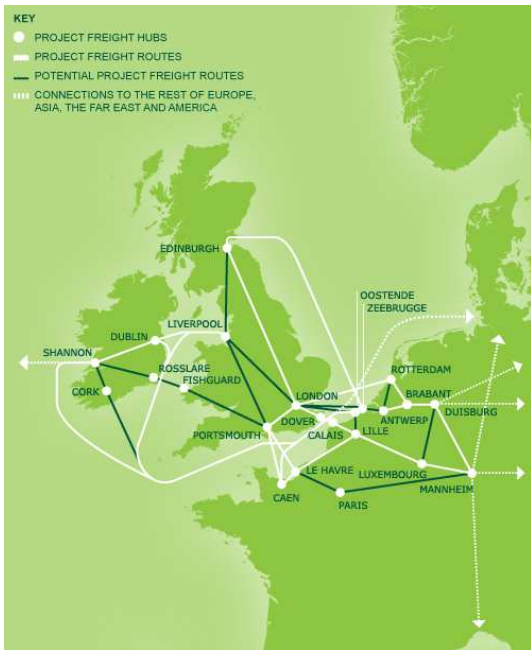 KEY
PROJECT FREIGHT HUBS
PROJECT FREIGHT ROUTES
POTENTIAL PROJECT FREIGHT ROUTES
CONNECTIONS TO THE REST OF EUROPE,
ASIA, THE FAR EAST AND AMERICA
EDINBURGH
OOSTENDE
ZEEBRUGGE
LIVERPOOL
DUBLIN
SHANNON
ROSSLARE
FISHGUARD
CORK
ROTTERDAM
LONDON
BRABANT
DUISBURG
DOVER
ANTWERP
PORTSMOUTH
CALAIS
LILLE
LE HAVRE
LUXEMBOURG
MANNHEIM
CAEN
PARIS